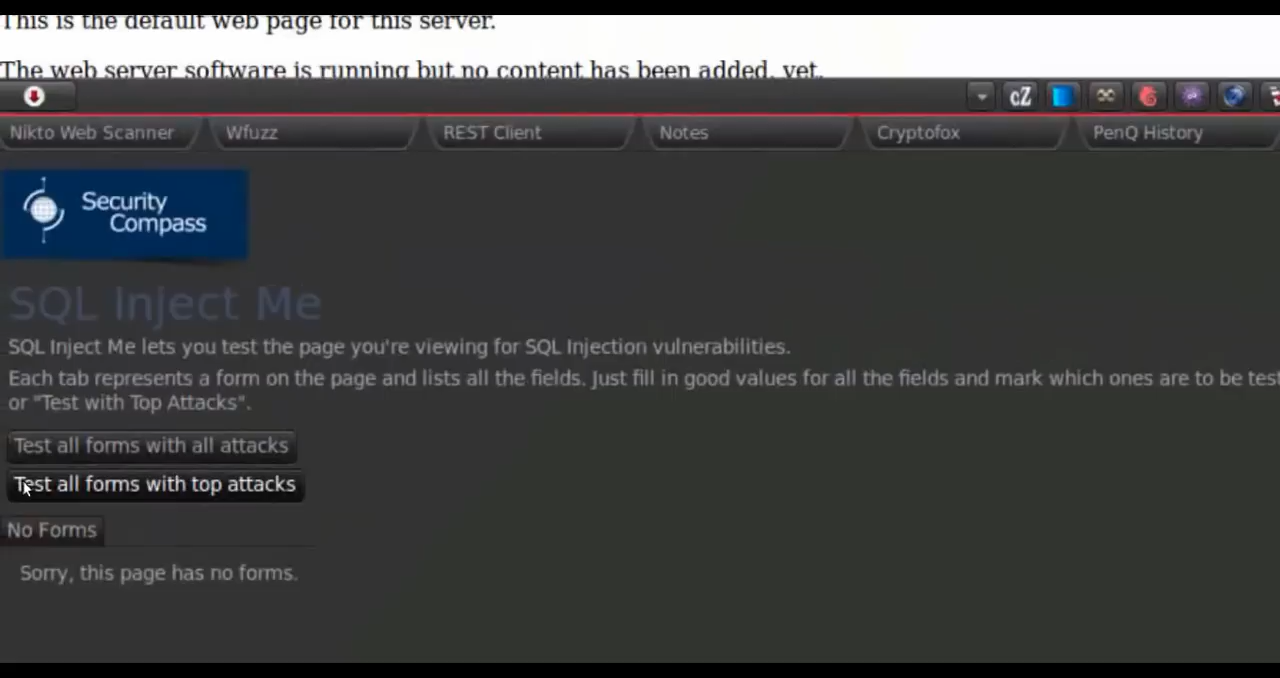 This is the default web page for this server.
The web server software is running but no content has been added, yet.
cZ
Nikto Web Scanner
Wfuzz
REST Client
Notes
Cryptofox
PenQ History
Security
Compass
SQL Inject Me
SQL Inject Me lets you test the page you're viewing for SQL Injection vulnerabilities.
Each tab represents a form on the page and lists all the fields. Just fill in good values for all the fields and mark which ones are to be test
or "Test with Top Attacks".
Test all forms with all attacks
Test all forms with top attacks
No Forms
Sorry, this page has no forms.